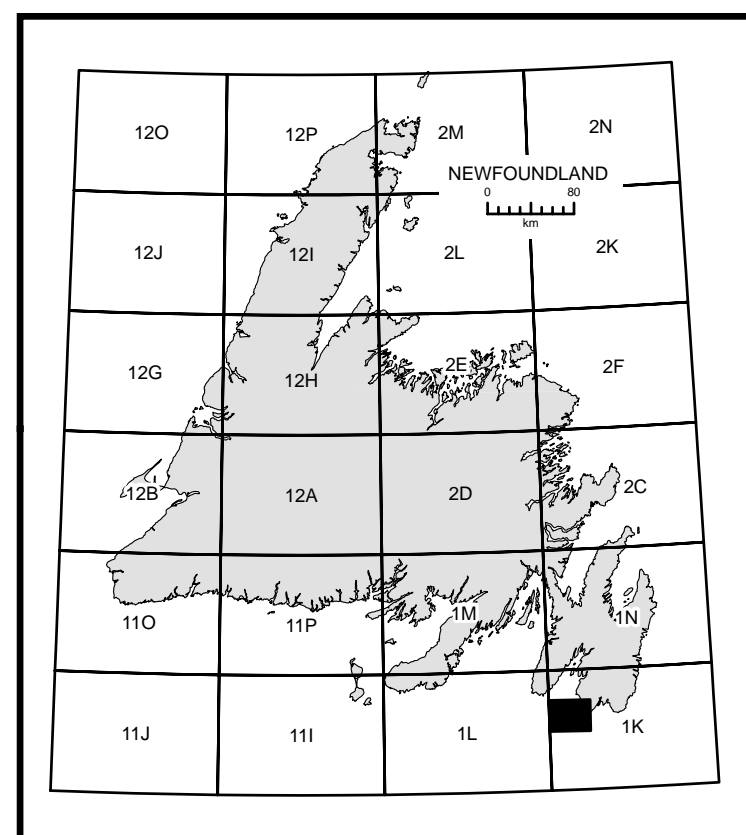 12O 12P 2M 2N
NEWFOUNDLAND
0 80
km
12J 12I 2L 2K
12G 12H 2E 2F
12B 12A 2D 2C
11O 11P 1M 1N
11J 11I 1L 1K